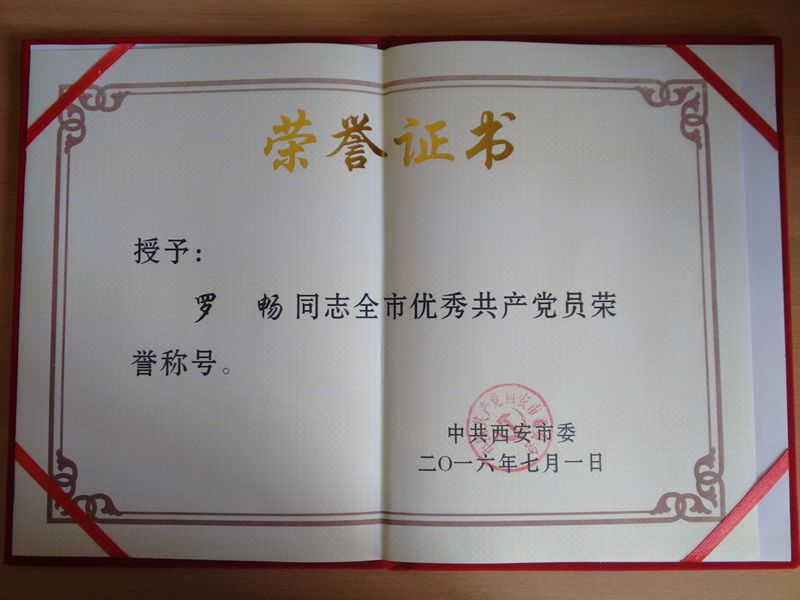 荣誉证书
授予：
罗 畅 同志全市优秀共产党员荣
誉称号。
中共西安市委
二〇一六年七月一日